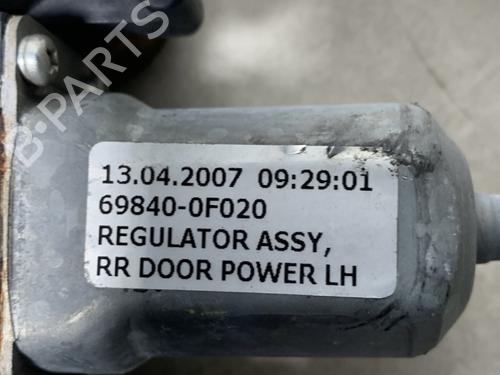 B-PARTS
13.04.2007 09:29:01
69840-0F020
REGULATOR ASSY,
RR DOOR POWER LH